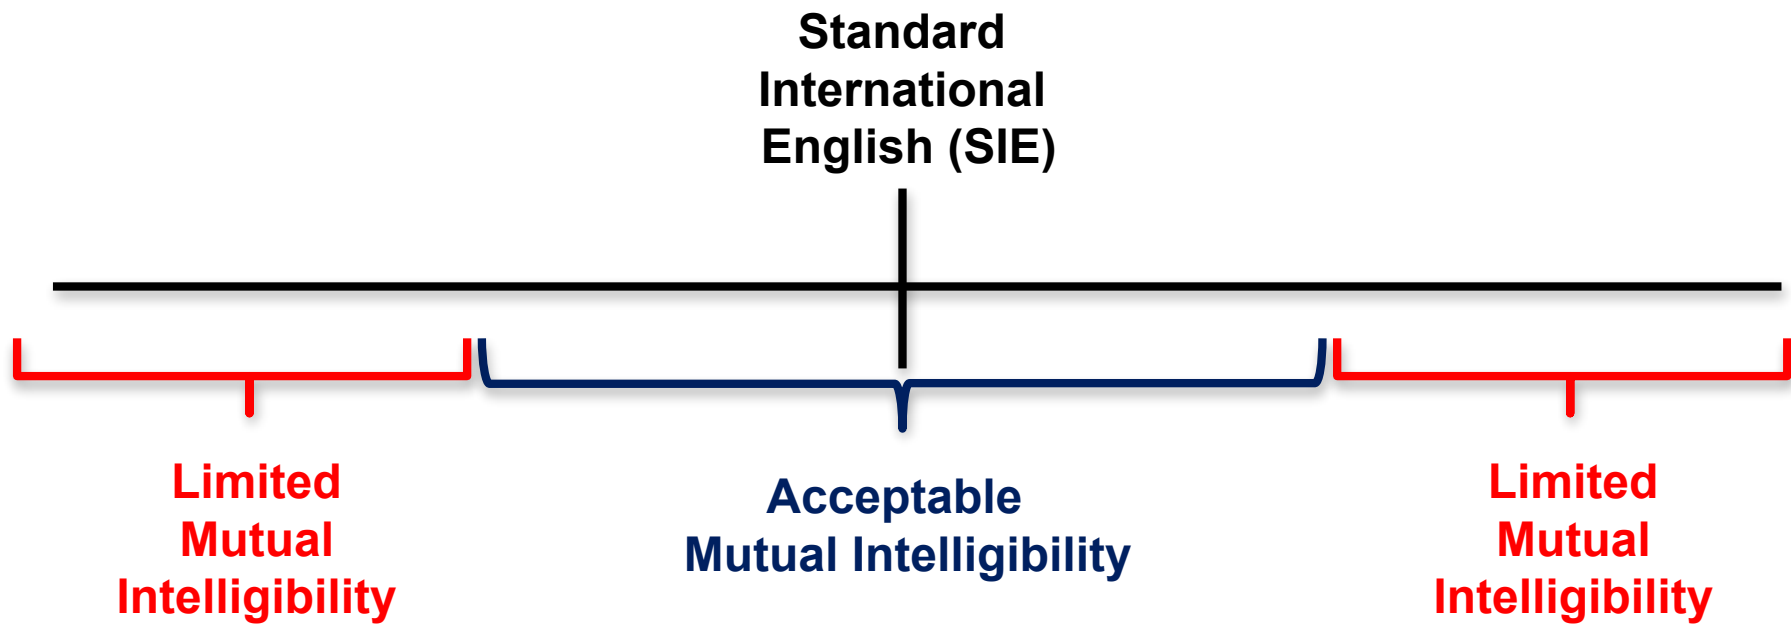 Standard
International
English (SIE)
Limited
Mutual
Intelligibility
Acceptable
Mutual Intelligibility
Limited
Mutual
Intelligibility